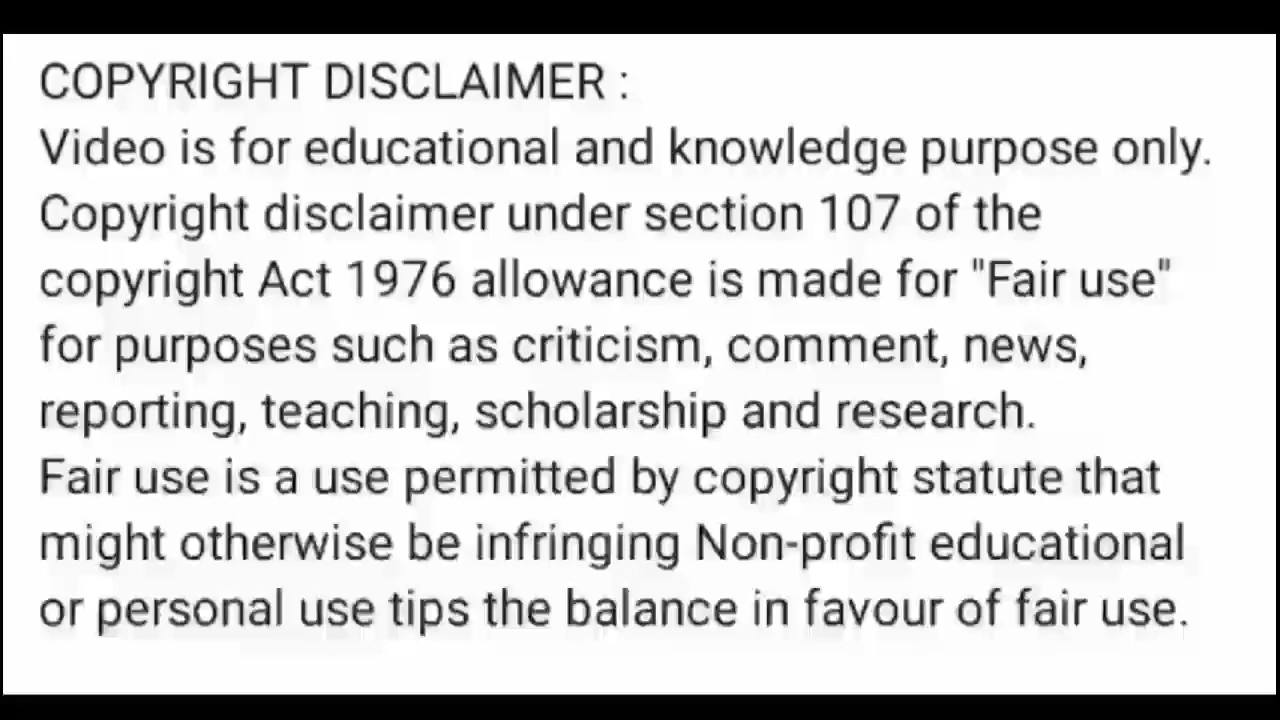 COPYRIGHT DISCLAIMER :
Video is for educational and knowledge purpose only.
Copyright disclaimer under section 107 of the
copyright Act 1976 allowance is made for "Fair use"
for purposes such as criticism, comment, news,
reporting, teaching, scholarship and research.
Fair use is a use permitted by copyright statute that
might otherwise be infringing Non-profit educational
or personal use tips the balance in favour of fair use.